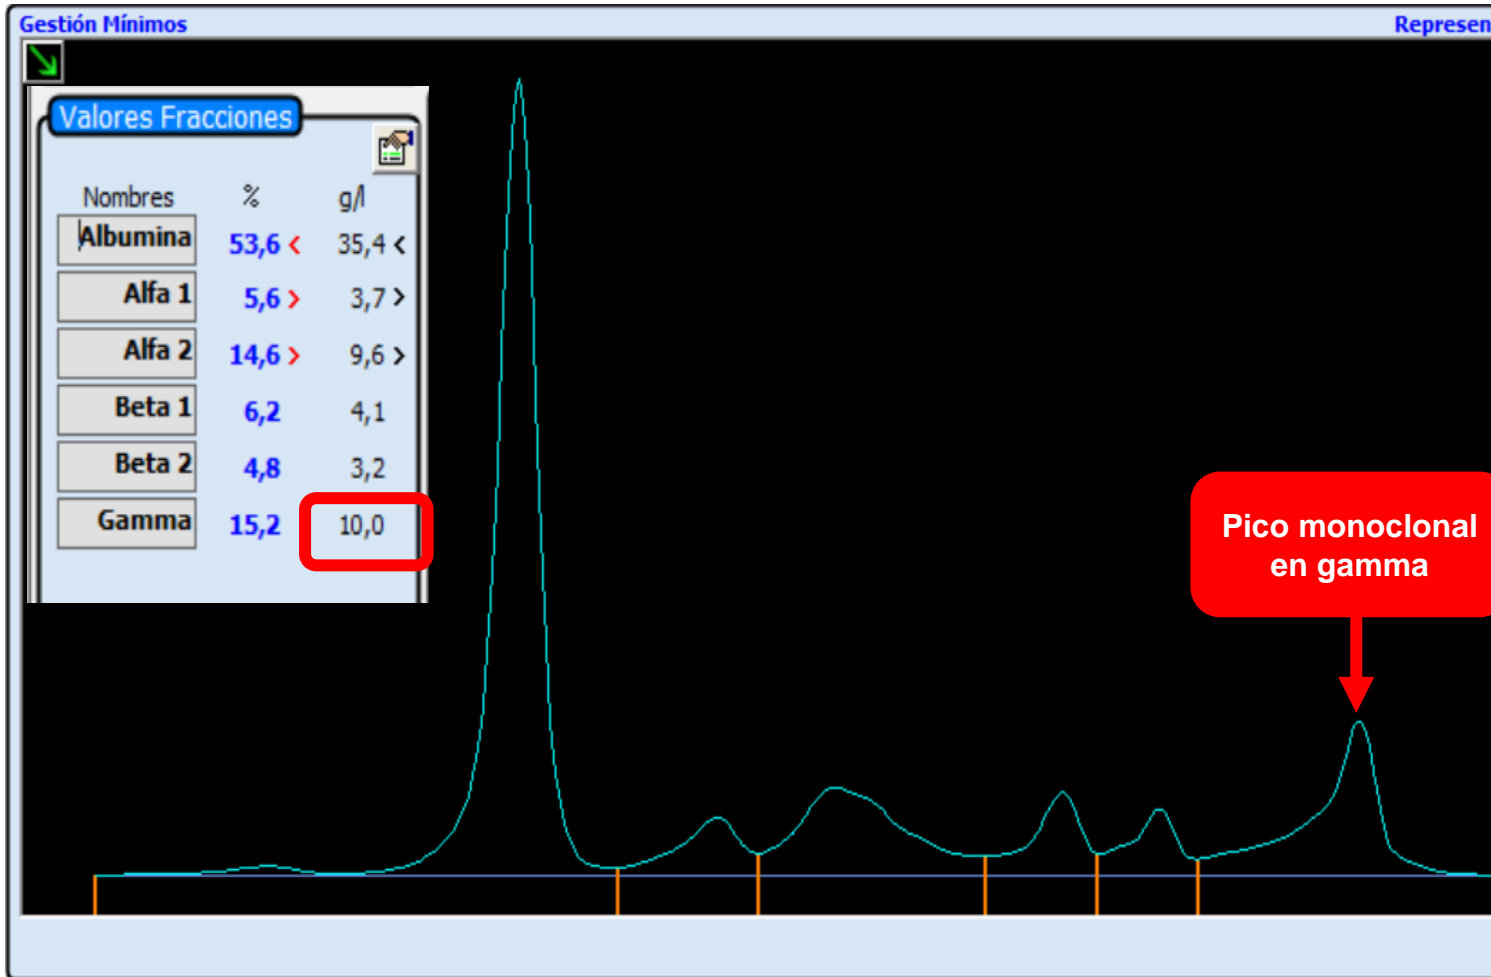 Gestión Mínimos
Represen
Valores Fracciones
Nombres % g/l
Albumina 53,6 < 35,4 <
Alfa 1 5,6 > 3,7 >
Alfa 2 14,6 > 9,6 >
Beta 1 6,2 4,1
Beta 2 4,8 3,2
Gamma 15,2 10,0
Pico monoclonal
en gamma